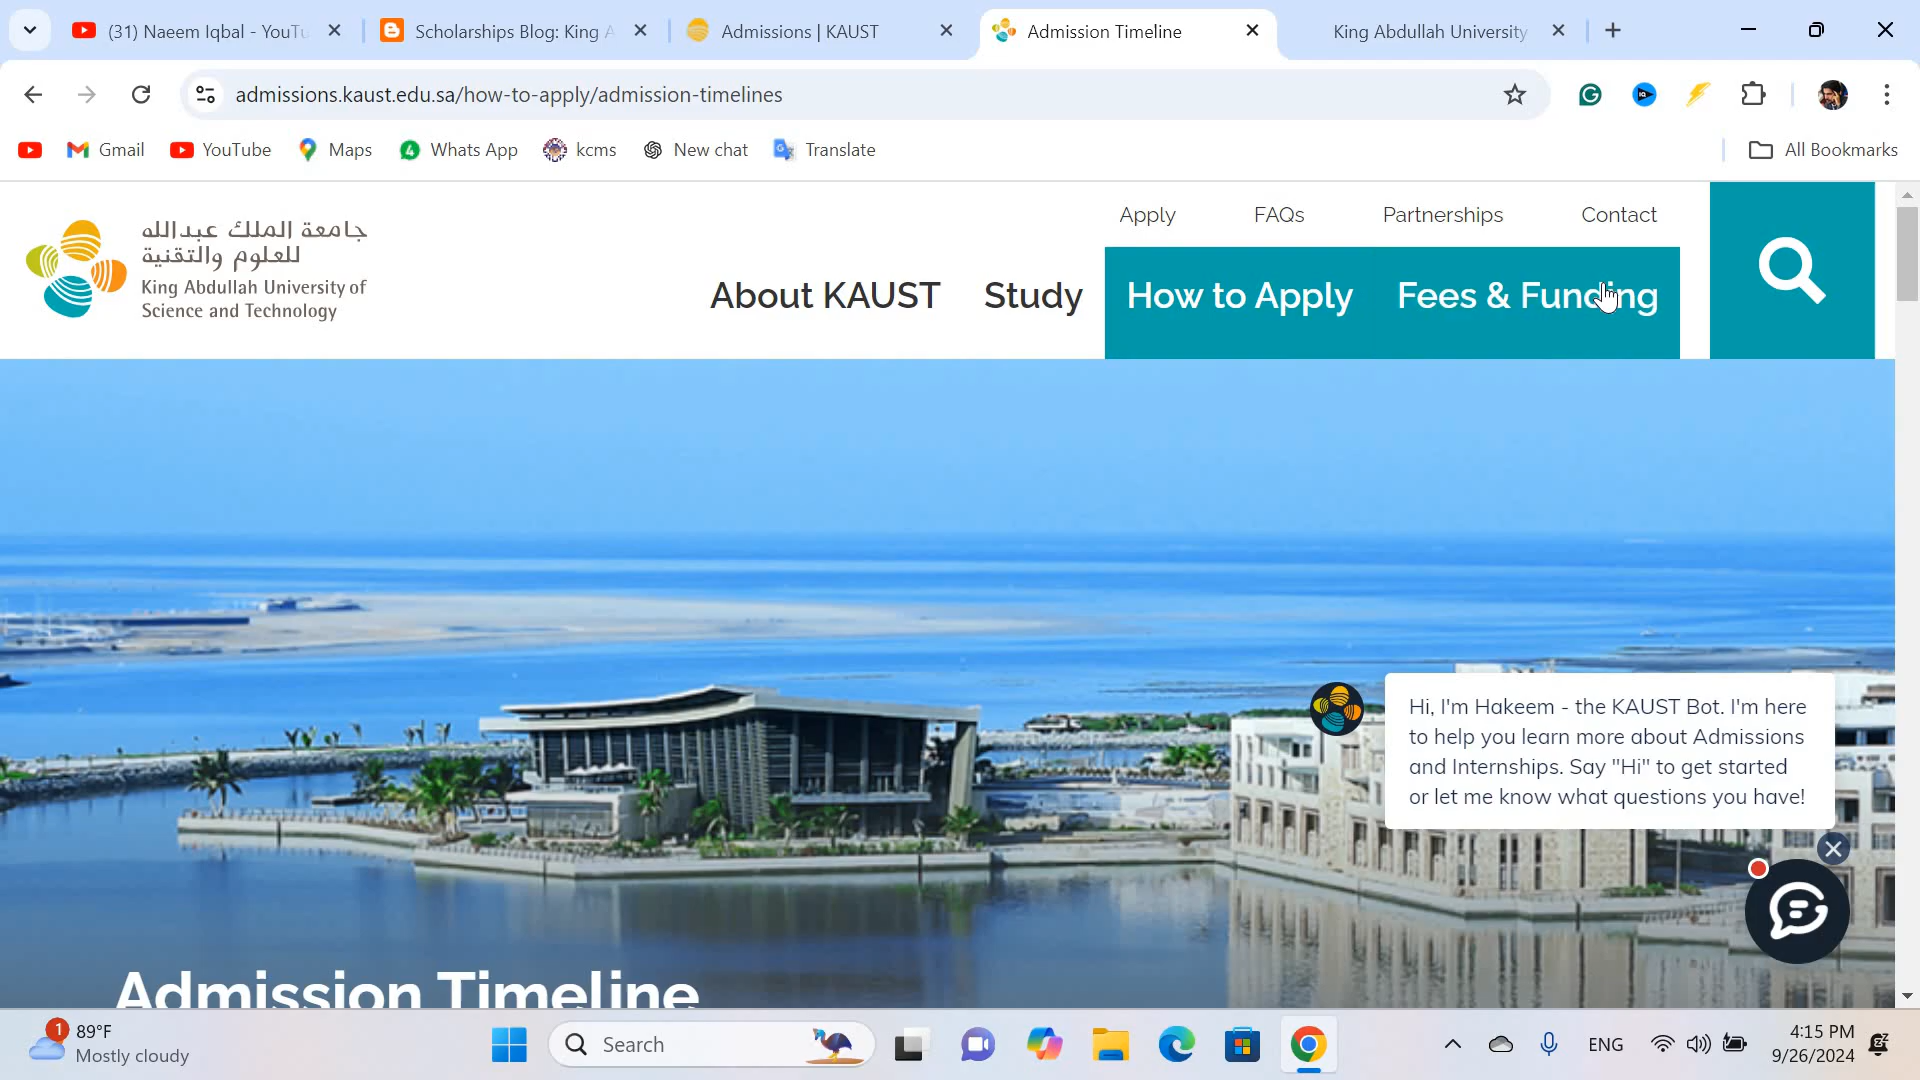 (31) Naeem Iqbal - YouTu
Scholarships Blog: King A
Admissions | KAUST
Admission Timeline
King Abdullah University
admissions.kaust.edu.sa/how-to-apply/admission-timelines
Gmail
YouTube
Maps
4
Whats App
kcms
New chat
Translate
All Bookmarks
جامعة الملك عبدالله
للعلوم والتقنية
King Abdullah University of
Science and Technology
Apply
FAQs
Partnerships
Contact
About KAUST
Study
How to Apply
Fees & Funding
Hi, I'm Hakeem - the KAUST Bot. I'm here
to help you learn more about Admissions
and Internships. Say "Hi" to get started
or let me know what questions you have!
Admission Timeline
1
89°F
Mostly cloudy
Search
ENG
4:15 PM
9/26/2024